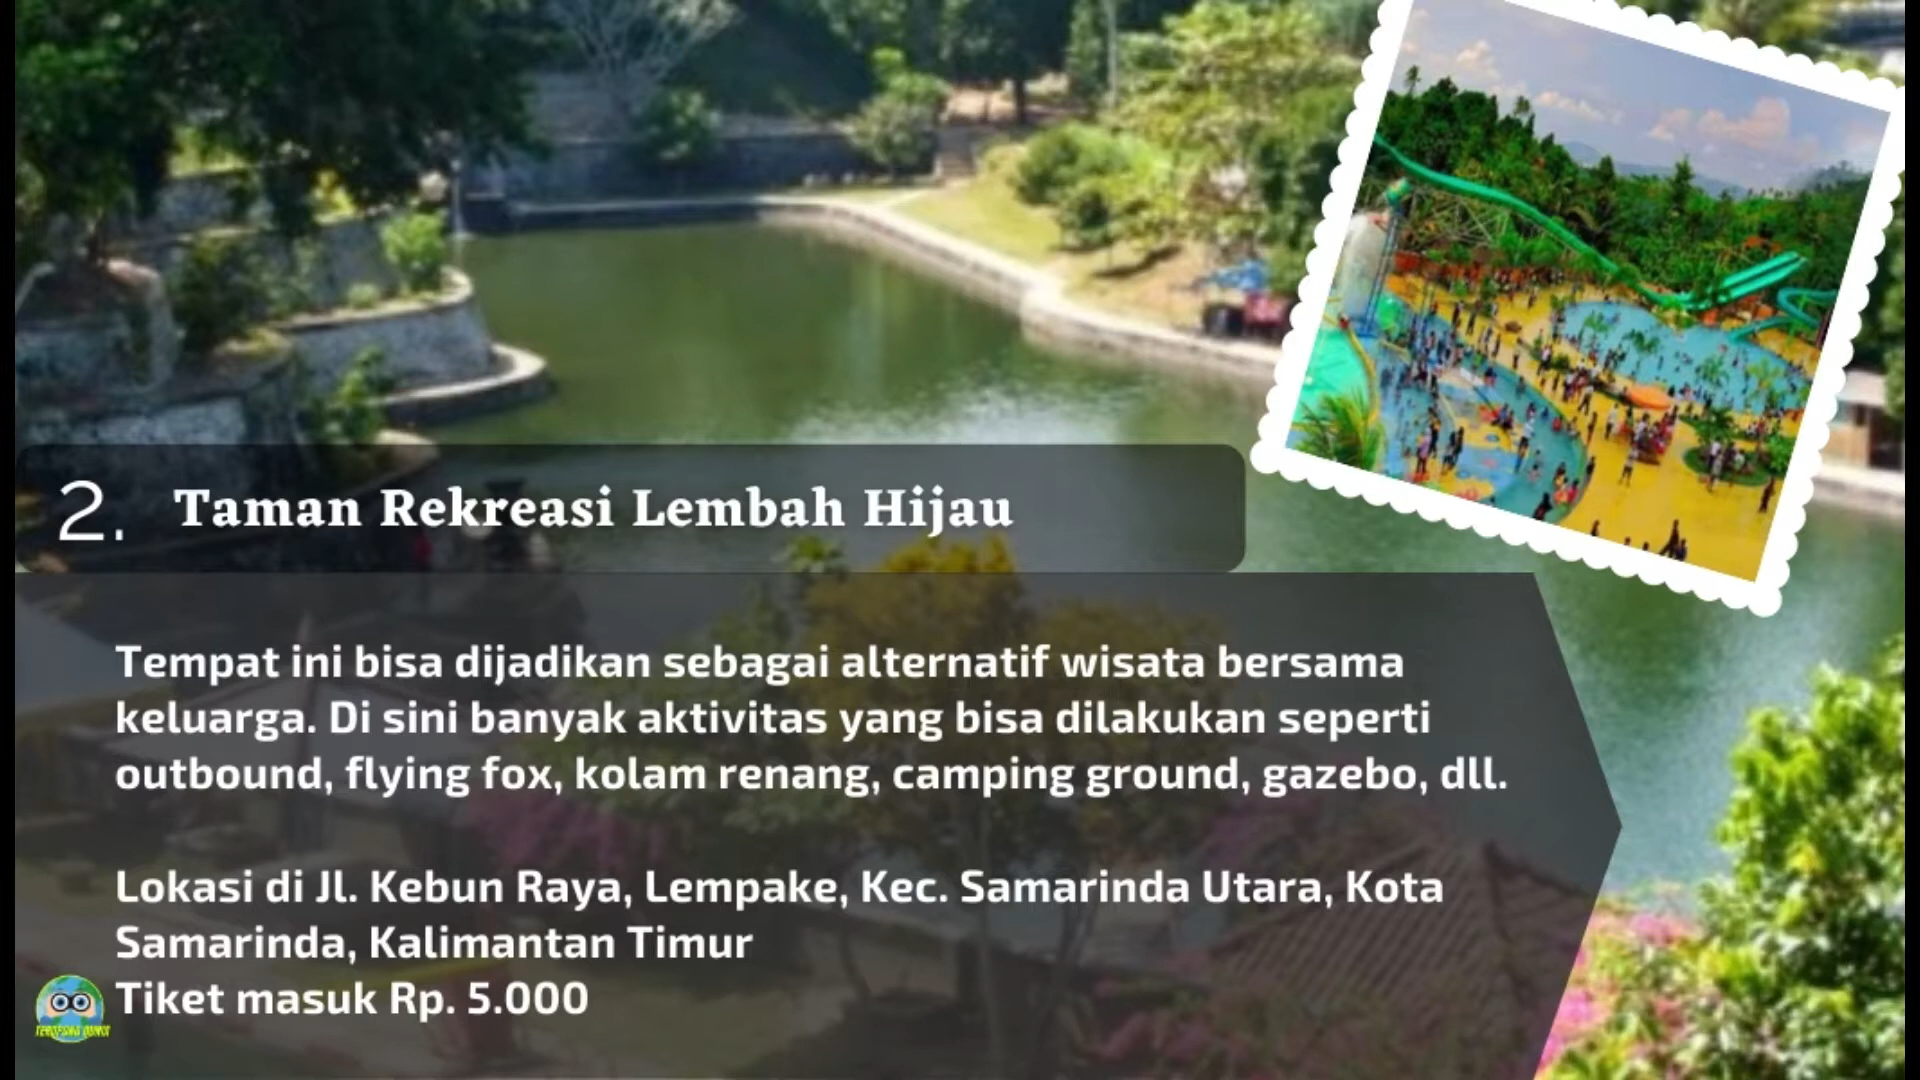 2. Taman Rekreasi Lembah Hijau
Tempat ini bisa dijadikan sebagai alternatif wisata bersama
keluarga. Di sini banyak aktivitas yang bisa dilakukan seperti
outbound, flying fox, kolam renang, camping ground, gazebo, dll.
Lokasi di Jl. Kebun Raya, Lempake, Kec. Samarinda Utara, Kota
Samarinda, Kalimantan Timur
Tiket masuk Rp. 5.000
TEROPONG DUNIA